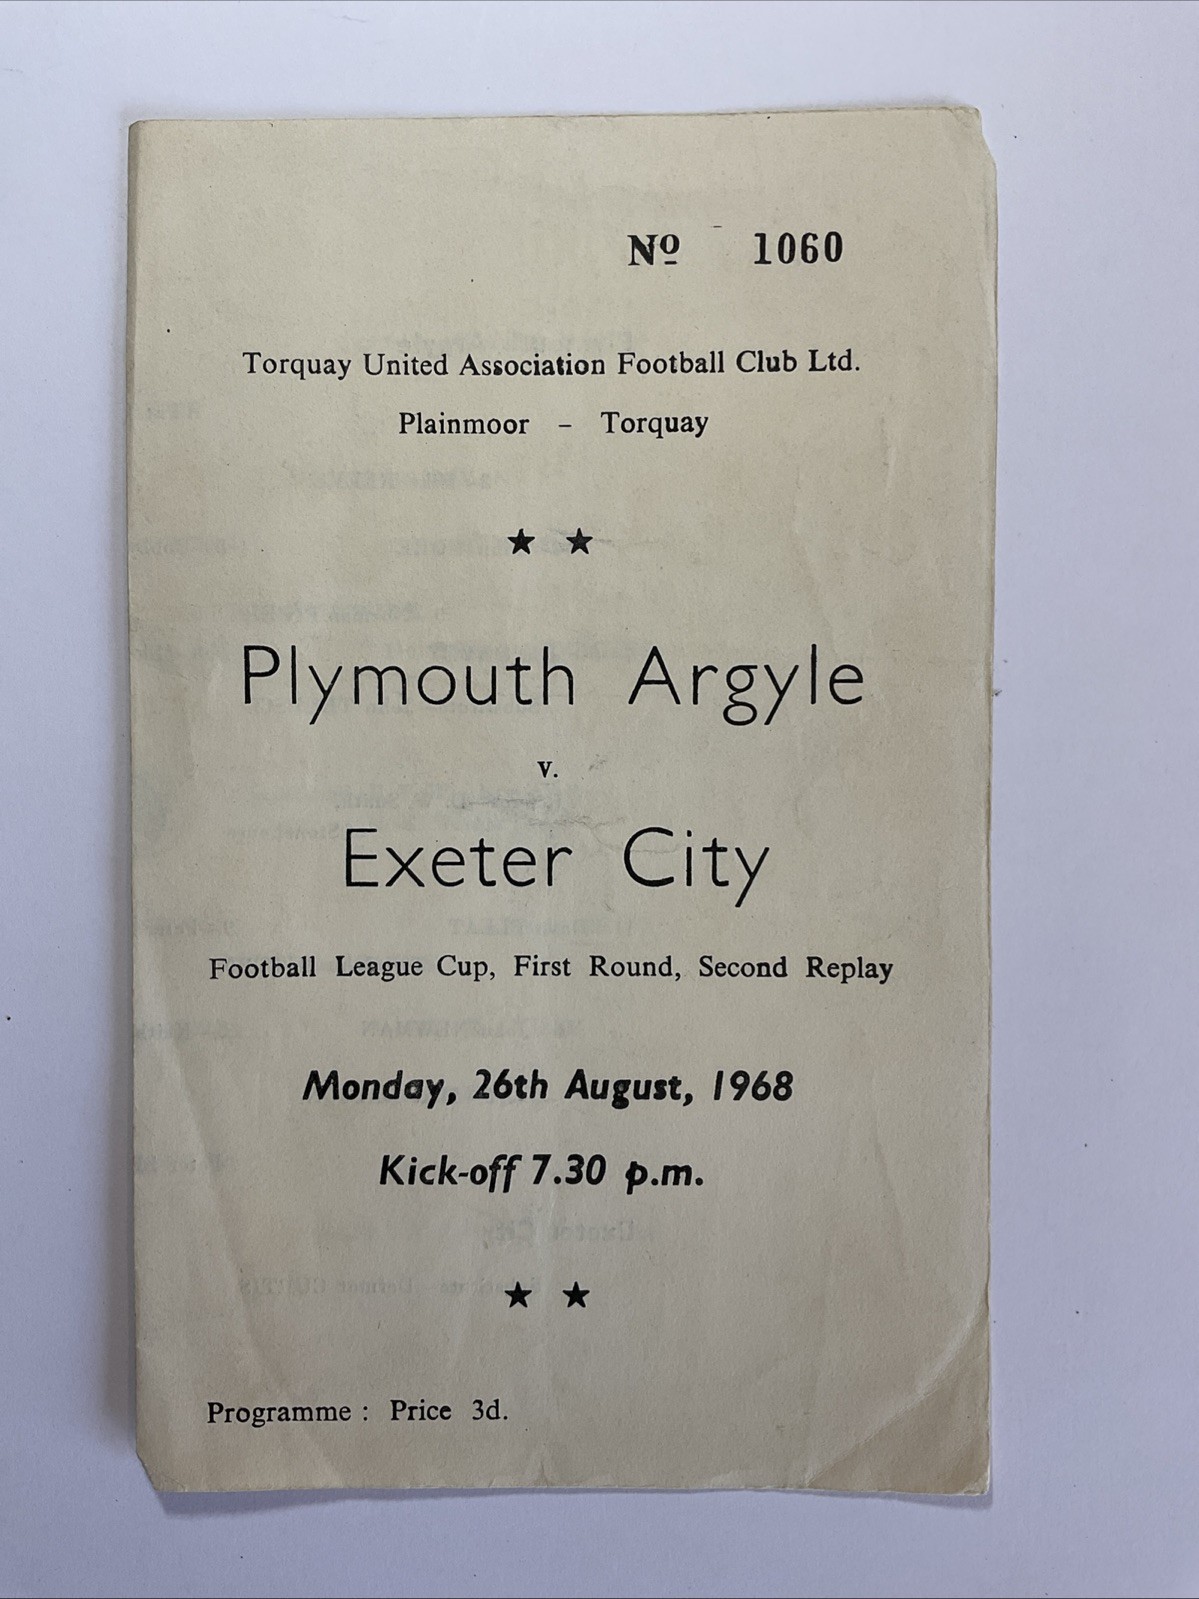 Nº 1060
Torquay United Association Football Club Ltd.
Plainmoor – Torquay
★ ★
Plymouth Argyle
v.
Exeter City
Football League Cup, First Round, Second Replay
Monday, 26th August, 1968
Kick-off 7.30 p.m.
★ ★
Programme : Price 3d.